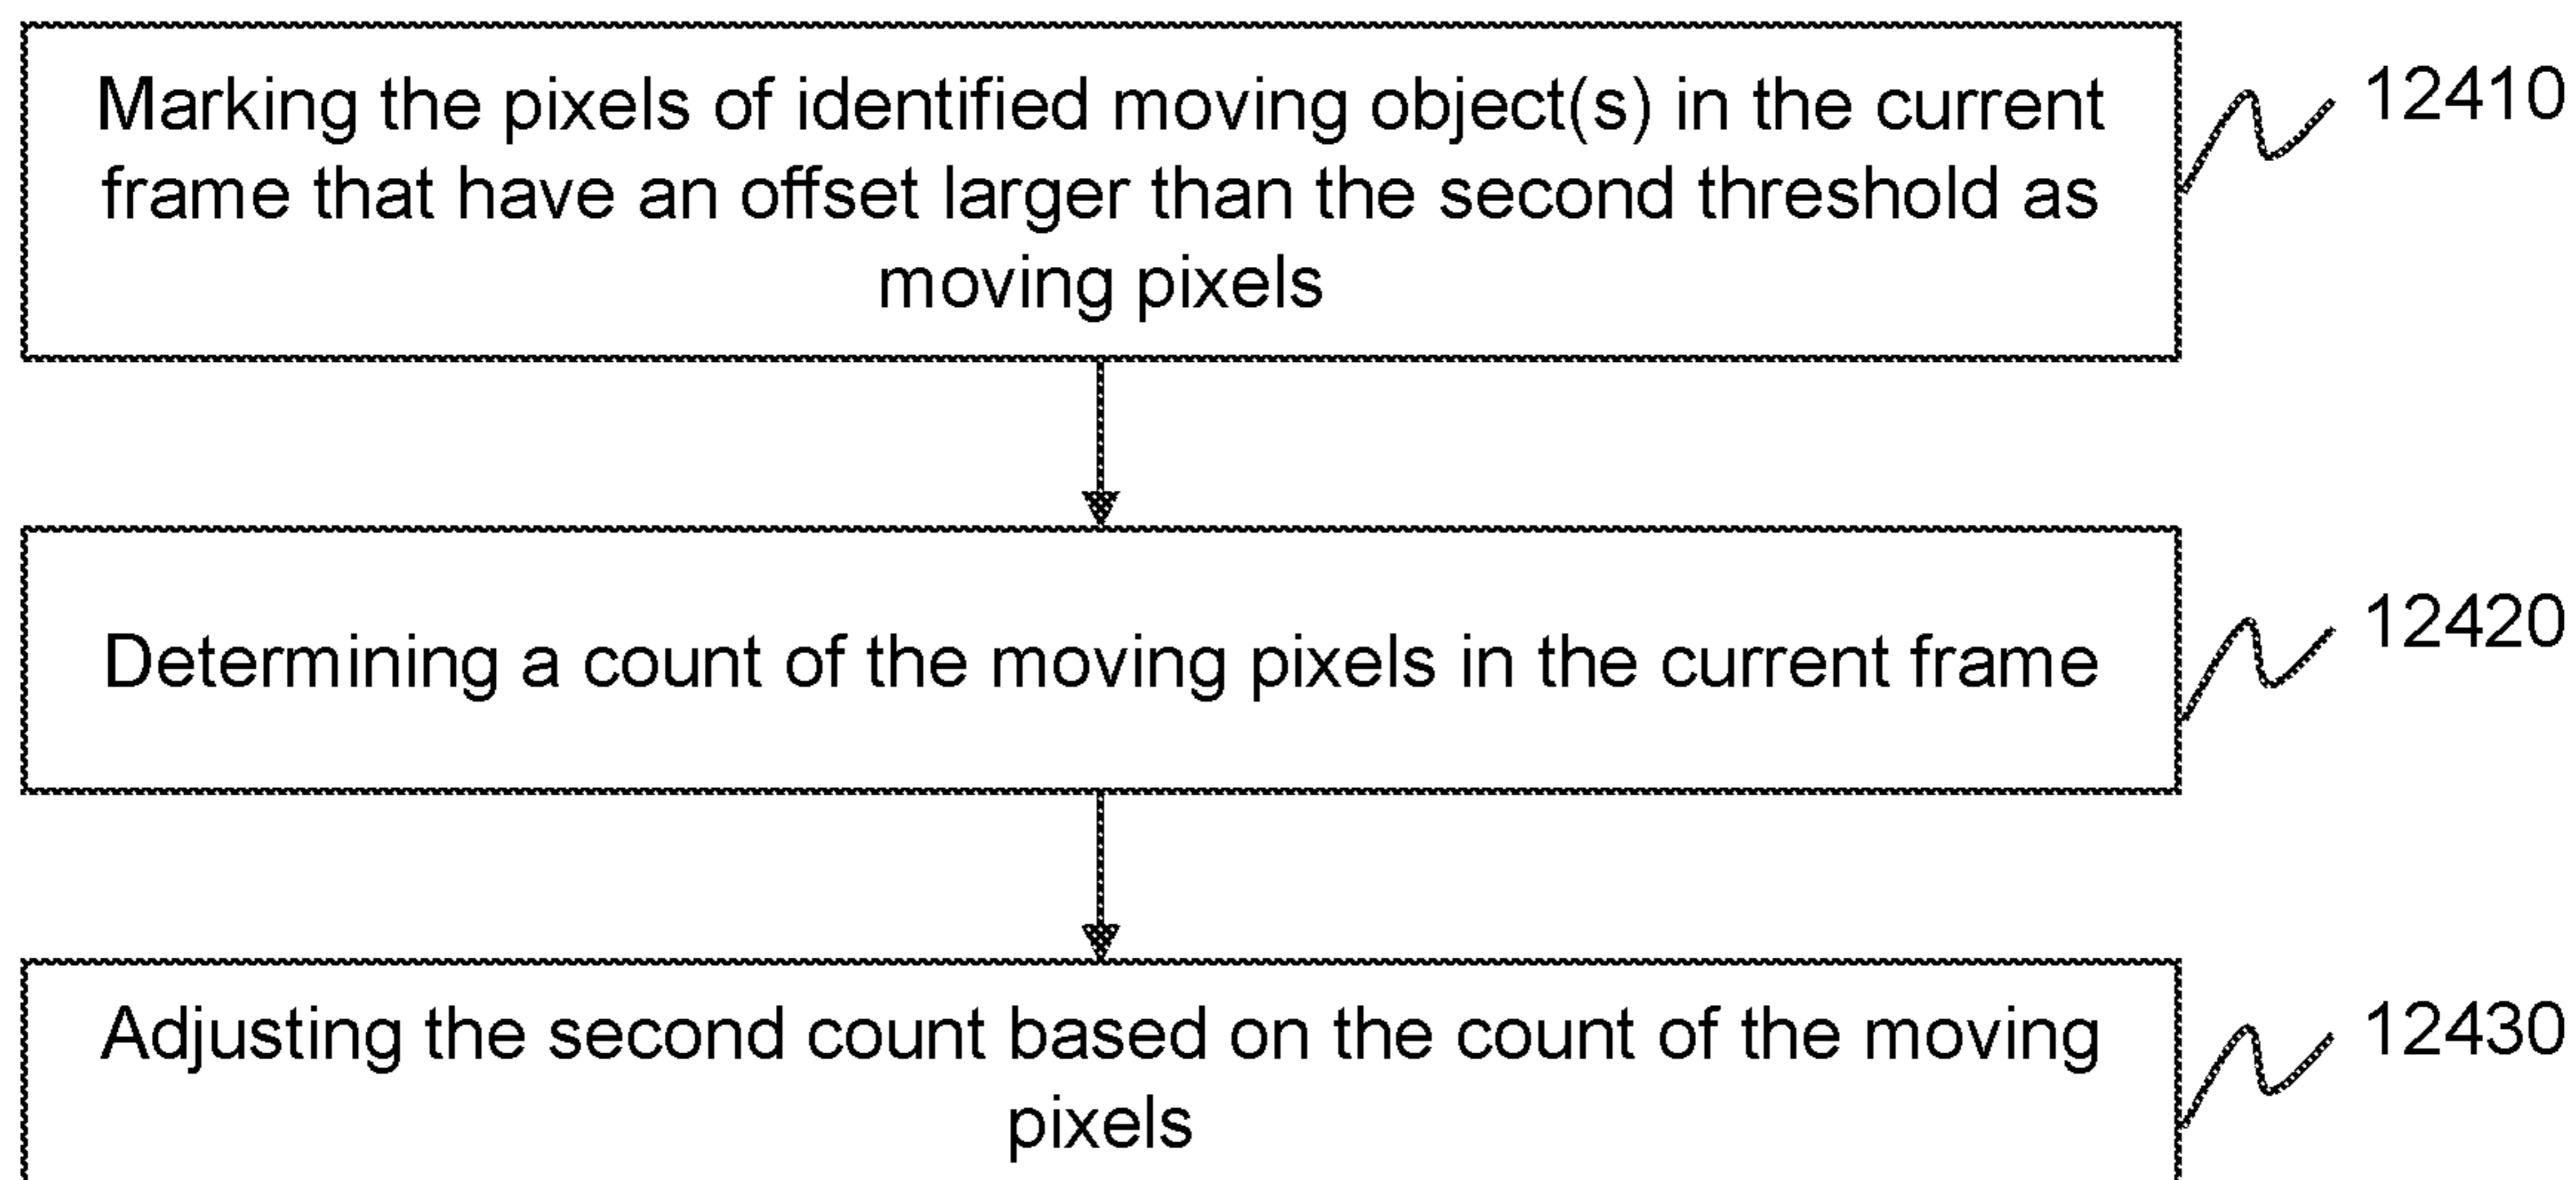 Marking the pixels of identified moving object(s) in the current
frame that have an offset larger than the second threshold as
moving pixels
12410
Determining a count of the moving pixels in the current frame
12420
Adjusting the second count based on the count of the moving
pixels
12430